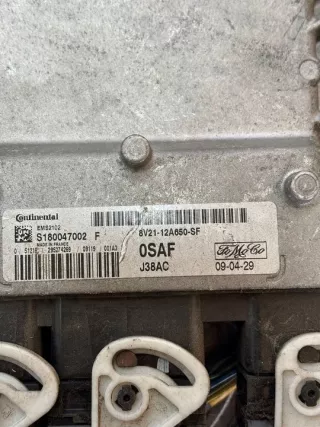 Continental
EMS2102
S180047002 F
MADE IN FRANCE
8V21-12A650-SF
0SAF
J38AC
FoMoCo
09-04-29